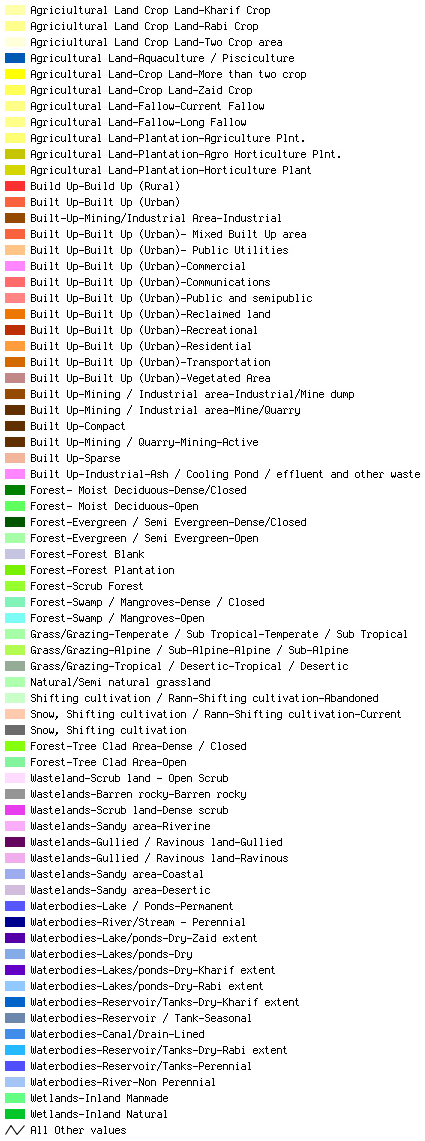 Agriciultural Land Crop Land-Kharif Crop
Agriciultural Land Crop Land-Rabi Crop
Agriciultural Land Crop Land-Two Crop area
Agricultural Land-Aquaculture / Pisciculture
Agricultural Land-Crop Land-More than two crop
Agricultural Land-Crop Land-Zaid Crop
Agricultural Land-Fallow-Current Fallow
Agricultural Land-Fallow-Long Fallow
Agricultural Land-Plantation-Agriculture Plnt.
Agricultural Land-Plantation-Agro Horticulture Plnt.
Agricultural Land-Plantation-Horticulture Plant
Build Up-Build Up (Rural)
Built Up-Built Up (Urban)
Built-Up-Mining/Industrial Area-Industrial
Built Up-Built Up (Urban)- Mixed Built Up area
Built Up-Built Up (Urban)- Public Utilities
Built Up-Built Up (Urban)-Commercial
Built Up-Built Up (Urban)-Communications
Built Up-Built Up (Urban)-Public and semipublic
Built Up-Built Up (Urban)-Reclaimed land
Built Up-Built Up (Urban)-Recreational
Built Up-Built Up (Urban)-Residential
Built Up-Built Up (Urban)-Transportation
Built Up-Built Up (Urban)-Vegetated Area
Built Up-Mining / Industrial area-Industrial/Mine dump
Built Up-Mining / Industrial area-Mine/Quarry
Built Up-Compact
Built Up-Mining / Quarry-Mining-Active
Built Up-Sparse
Built Up-Industrial-Ash / Cooling Pond / effluent and other waste
Forest- Moist Deciduous-Dense/Closed
Forest- Moist Deciduous-Open
Forest-Evergreen / Semi Evergreen-Dense/Closed
Forest-Evergreen / Semi Evergreen-Open
Forest-Forest Blank
Forest-Forest Plantation
Forest-Scrub Forest
Forest-Swamp / Mangroves-Dense / Closed
Forest-Swamp / Mangroves-Open
Grass/Grazing-Temperate / Sub Tropical-Temperate / Sub Tropical
Grass/Grazing-Alpine / Sub-Alpine-Alpine / Sub-Alpine
Grass/Grazing-Tropical / Desertic-Tropical / Desertic
Natural/Semi natural grassland
Shifting cultivation / Rann-Shifting cultivation-Abandoned
Snow, Shifting cultivation / Rann-Shifting cultivation-Current
Snow, Shifting cultivation
Forest-Tree Clad Area-Dense / Closed
Forest-Tree Clad Area-Open
Wasteland-Scrub land - Open Scrub
Wastelands-Barren rocky-Barren rocky
Wastelands-Scrub land-Dense scrub
Wastelands-Sandy area-Riverine
Wastelands-Gullied / Ravinous land-Gullied
Wastelands-Gullied / Ravinous land-Ravinous
Wastelands-Sandy area-Coastal
Wastelands-Sandy area-Desertic
Waterbodies-Lake / Ponds-Permanent
Waterbodies-River/Stream - Perennial
Waterbodies-Lake/ponds-Dry-Zaid extent
Waterbodies-Lakes/ponds-Dry
Waterbodies-Lakes/ponds-Dry-Kharif extent
Waterbodies-Lakes/ponds-Dry-Rabi extent
Waterbodies-Reservoir/Tanks-Dry-Kharif extent
Waterbodies-Reservoir / Tank-Seasonal
Waterbodies-Canal/Drain-Lined
Waterbodies-Reservoir/Tanks-Dry-Rabi extent
Waterbodies-Reservoir/Tanks-Perennial
Waterbodies-River-Non Perennial
Wetlands-Inland Manmade
Wetlands-Inland Natural
All Other values